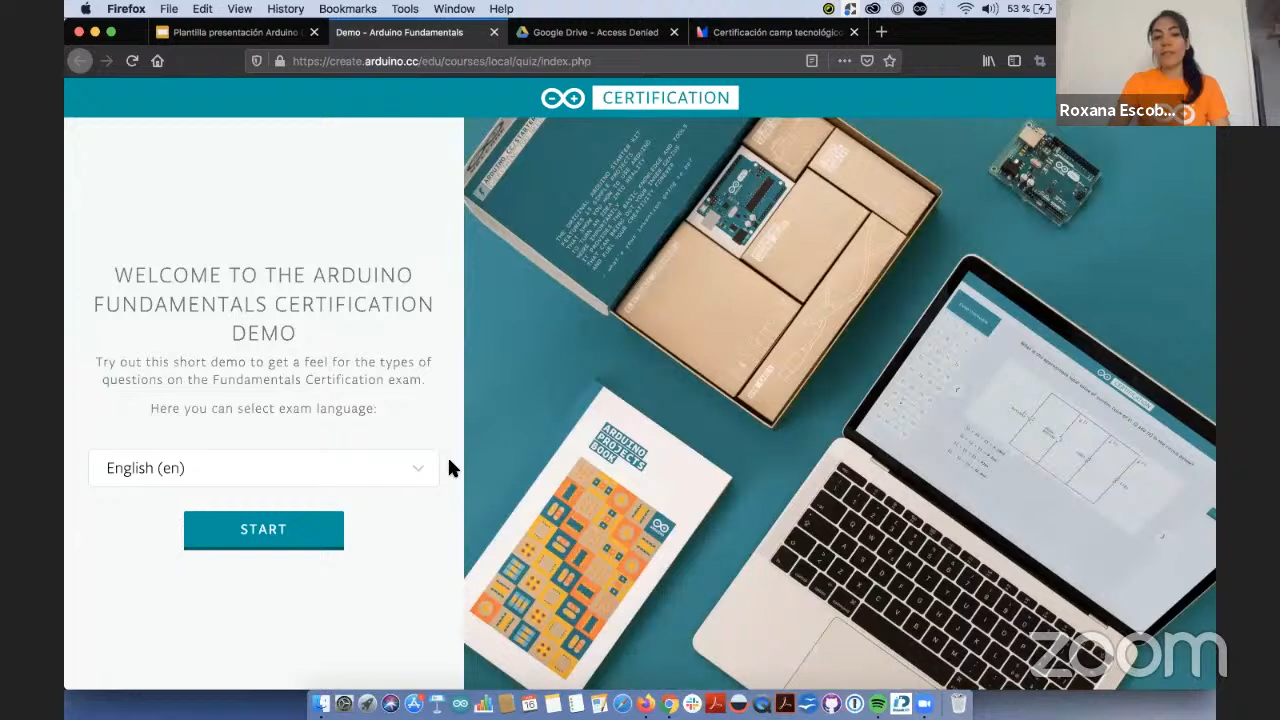 Firefox File Edit View History Bookmarks Tools Window Help
53 %
Plantilla presentación Arduino
Demo - Arduino Fundamentals
Google Drive - Access Denied
Certificación camp tecnológico
https://create.arduino.cc/edu/courses/local/quiz/index.php
Roxana Escob...
CERTIFICATION
WELCOME TO THE ARDUINO
FUNDAMENTALS CERTIFICATION
DEMO
Try out this short demo to get a feel for the types of
questions on the Fundamentals Certification exam.
Here you can select exam language:
English (en)
START
ARDUINO
PROJECTS
BOOK
zoom